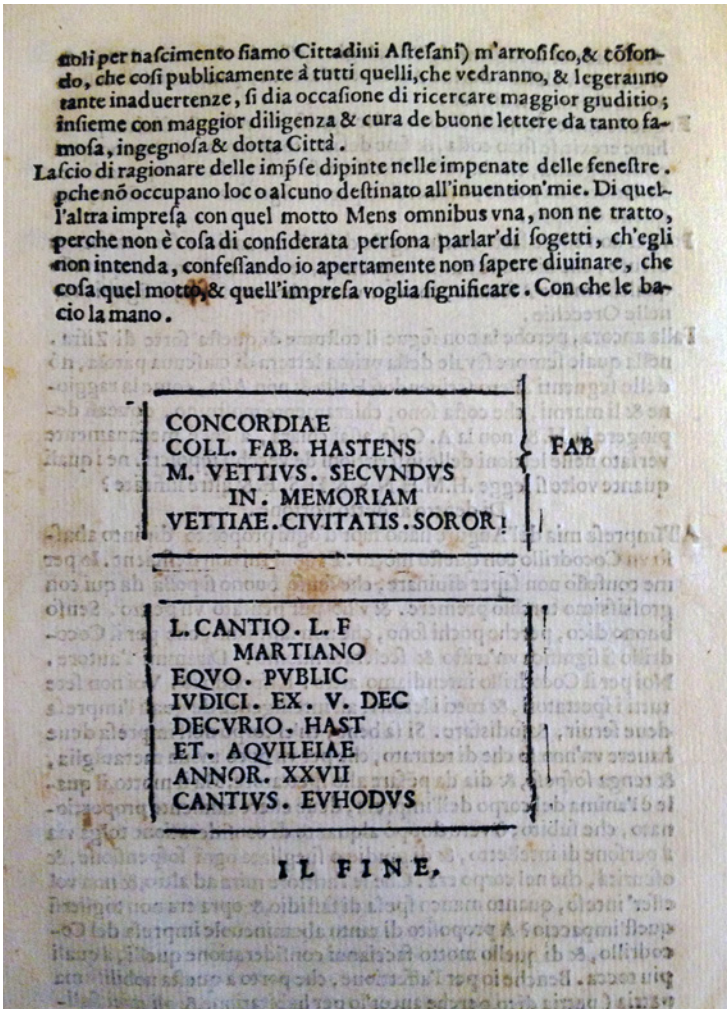 noli per nascimento siamo Cittadini Astesani) m'arrosisco, & cōfon-
do, che cosi publicamente à tutti quelli, che vedranno, & legeranno
tante inaduertenze, si dia occasione di ricercare maggior giuditio;
insieme con maggior diligenza & cura de buone lettere da tanto fa-
mosa, ingegnosa & dotta Città.
Lascio di ragionare delle imp̄se dipinte nelle impenate delle fenestre.
pche nō occupano loco alcuno destinato all'inuention'mie. Di quel-
l'altra impresa con quel motto Mens omnibus vna, non ne tratto,
perche non è cosa di considerata persona parlar'di sogetti, ch'egli
non intenda, confessando io apertamente non sapere diuinare, che
cosa quel motto, & quell'impresa voglia significare. Con che le ba-
cio la mano.
CONCORDIAE
COLL. FAB. HASTENS
M. VETTIVS. SECVNDVS
IN. MEMORIAM
VETTIAE. CIVITATIS. SOROR!
FAB
L. CANTIO. L. F
MARTIANO
EQVO. PVBLIC
IVDICI. EX. V. DEC
DECVRIO. HAST
ET. AQVILEIAE
ANNOR. XXVII
CANTIVS. EVHODVS
IL FINE.